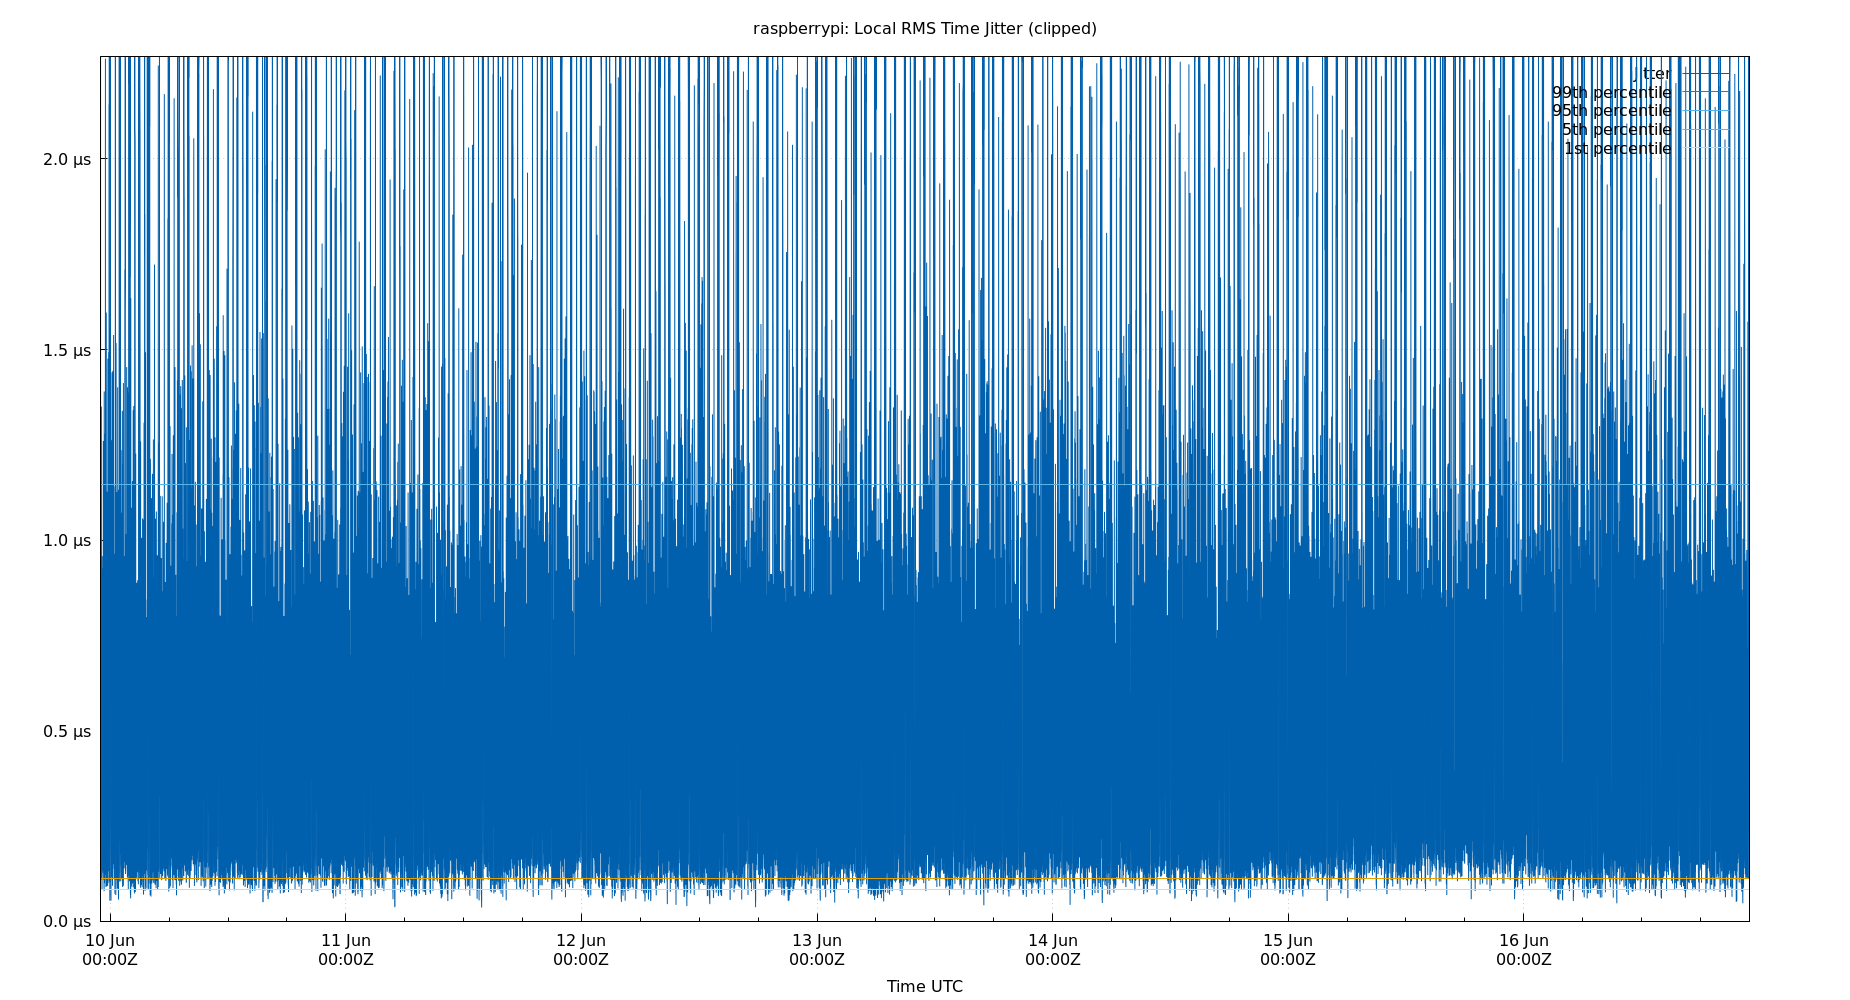 raspberrypi: Local RMS Time Jitter (clipped)
jitter
99th percentile
95th percentile
5th percentile
1st percentile
2.0 µs
1.5 µs
1.0 µs
0.5 µs
0.0 µs
10 Jun 11 Jun 12 Jun 13 Jun 14 Jun 15 Jun 16 Jun
00:00Z 00:00Z 00:00Z 00:00Z 00:00Z 00:00Z 00:00Z
Time UTC